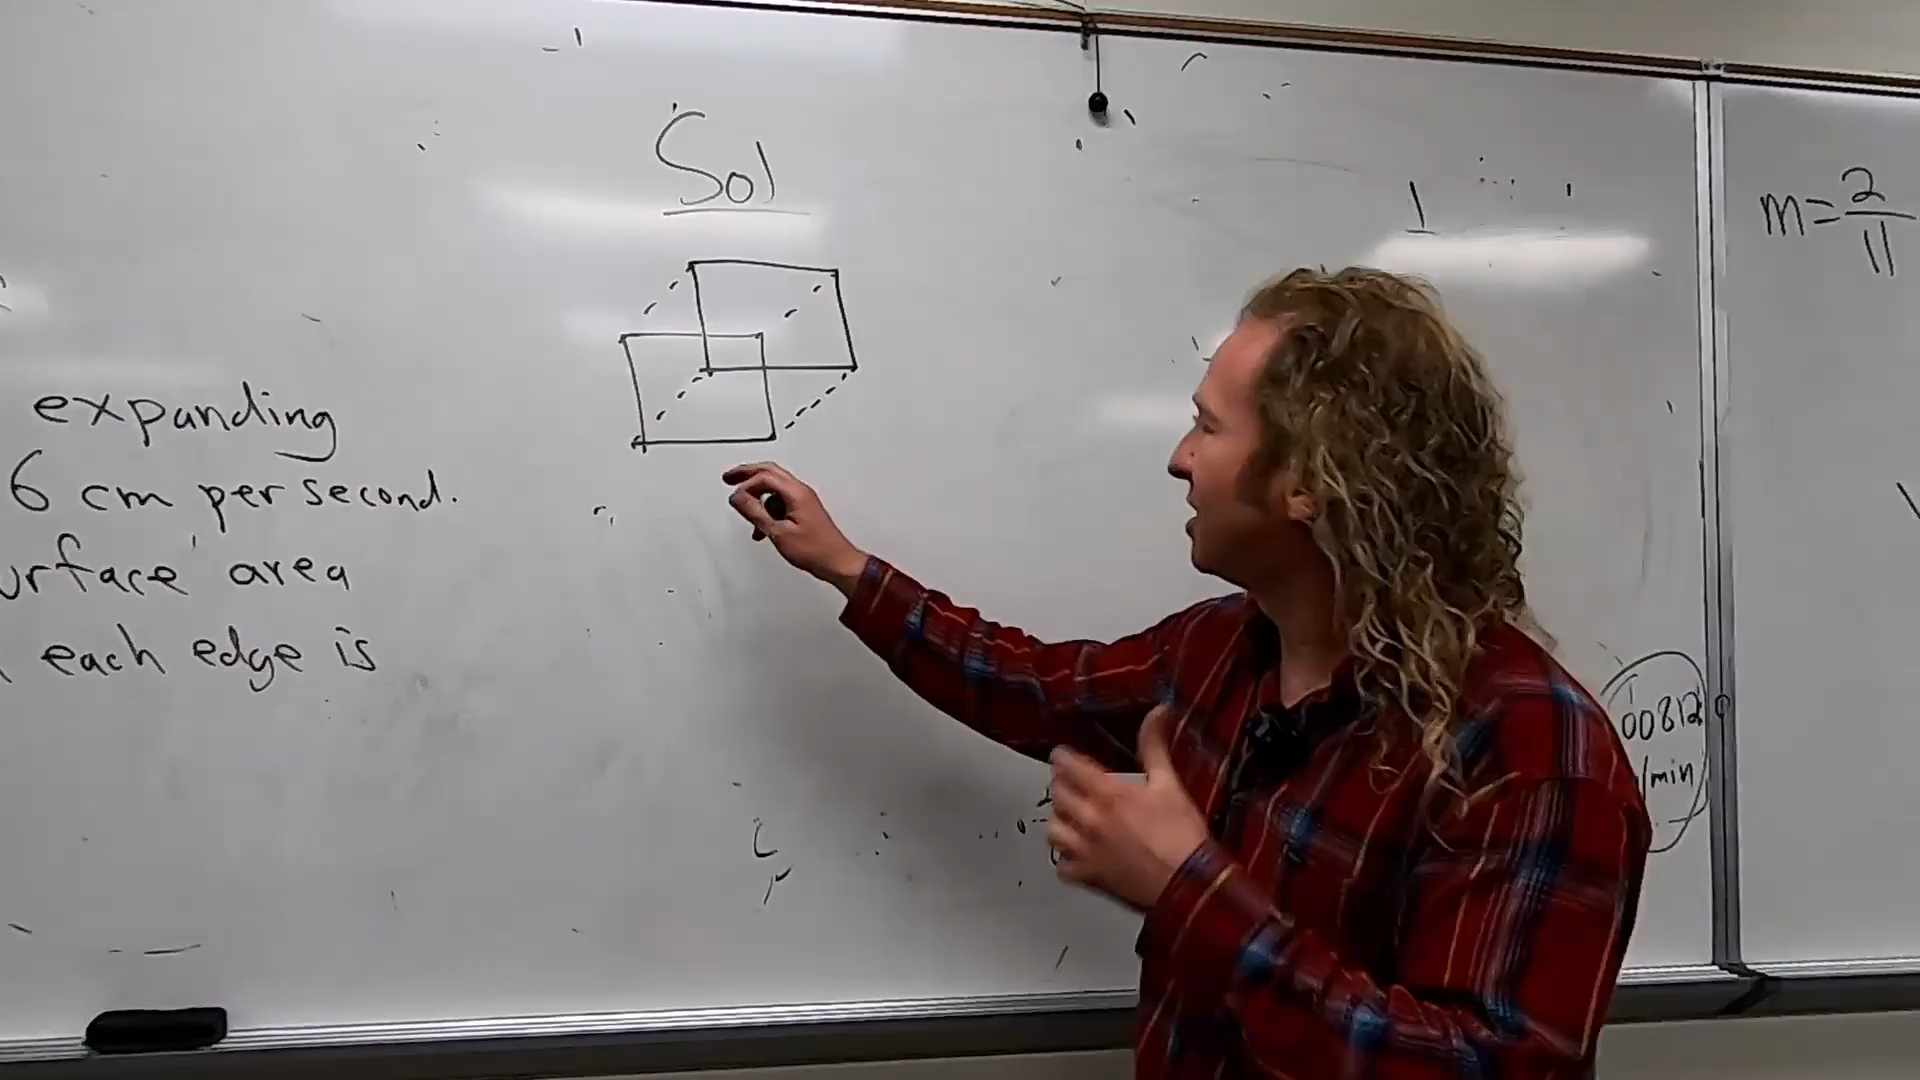 Sol
expanding
6 cm per second.
urface area
each edge is
m=2/11
00812
/min